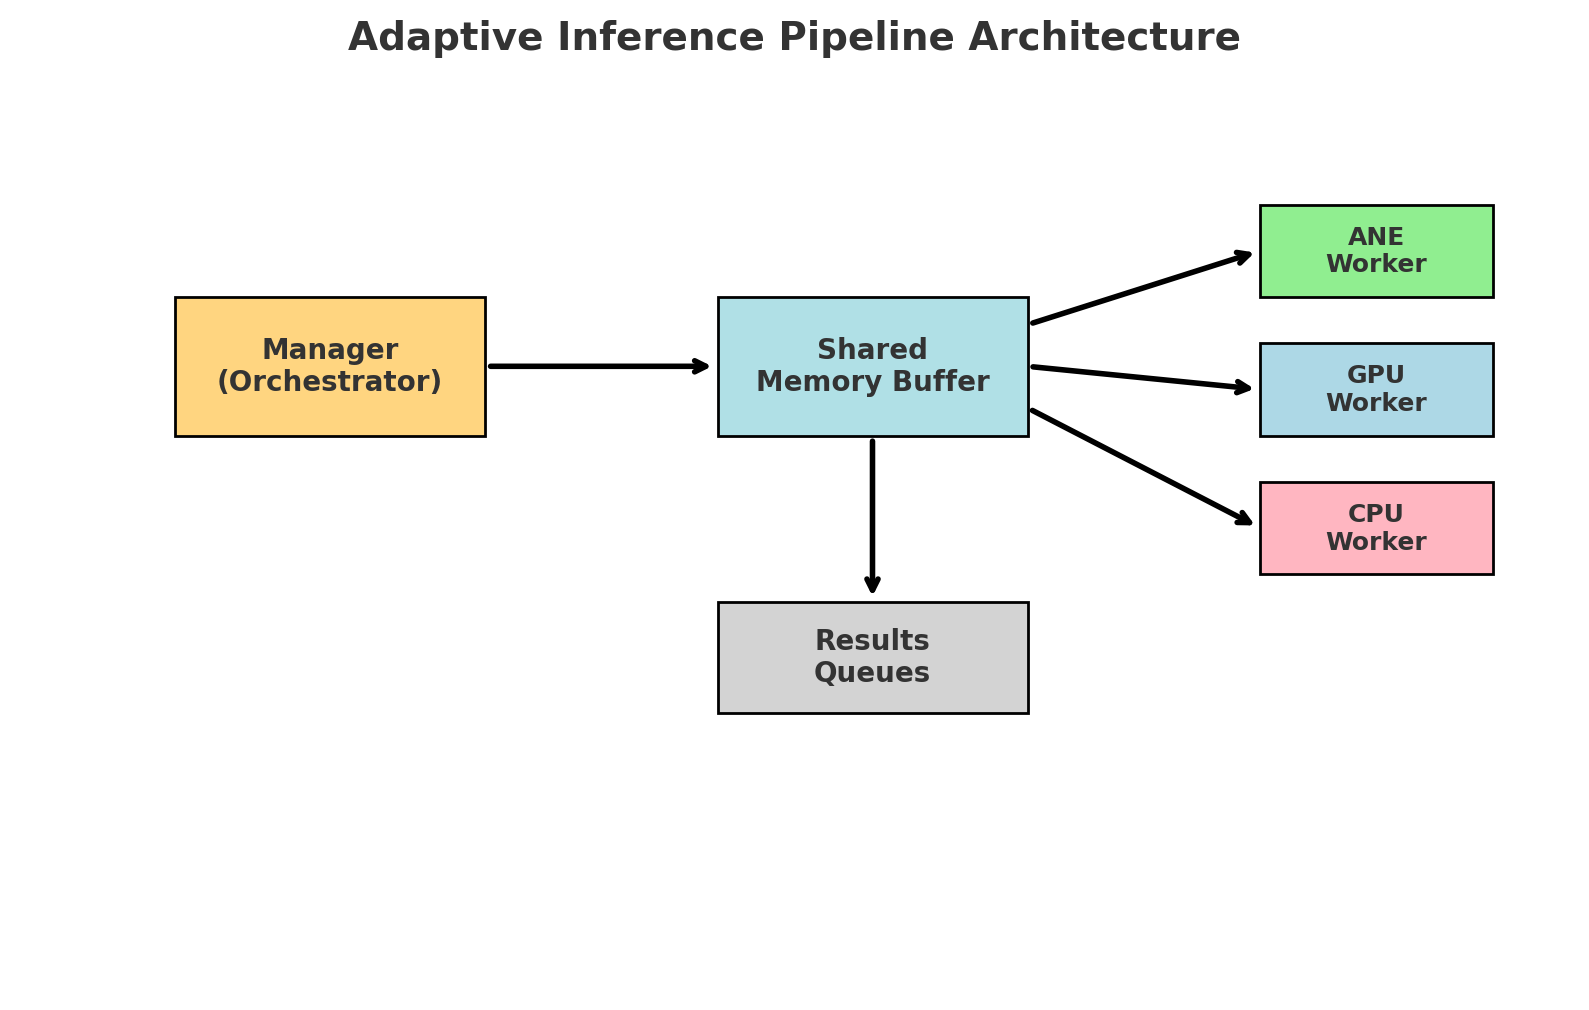 Adaptive Inference Pipeline Architecture
Manager
(Orchestrator)
Shared
Memory Buffer
ANE
Worker
GPU
Worker
CPU
Worker
Results
Queues